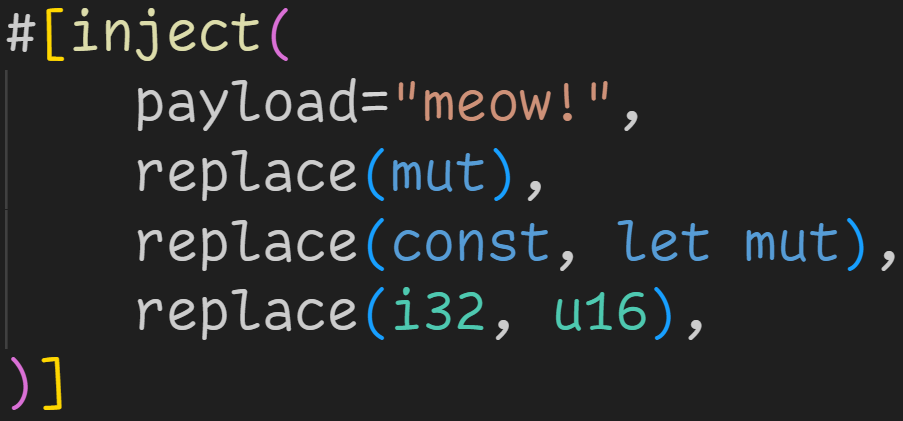 #[inject(
    payload="meow!",
    replace(mut),
    replace(const, let mut),
    replace(i32, u16),
)]